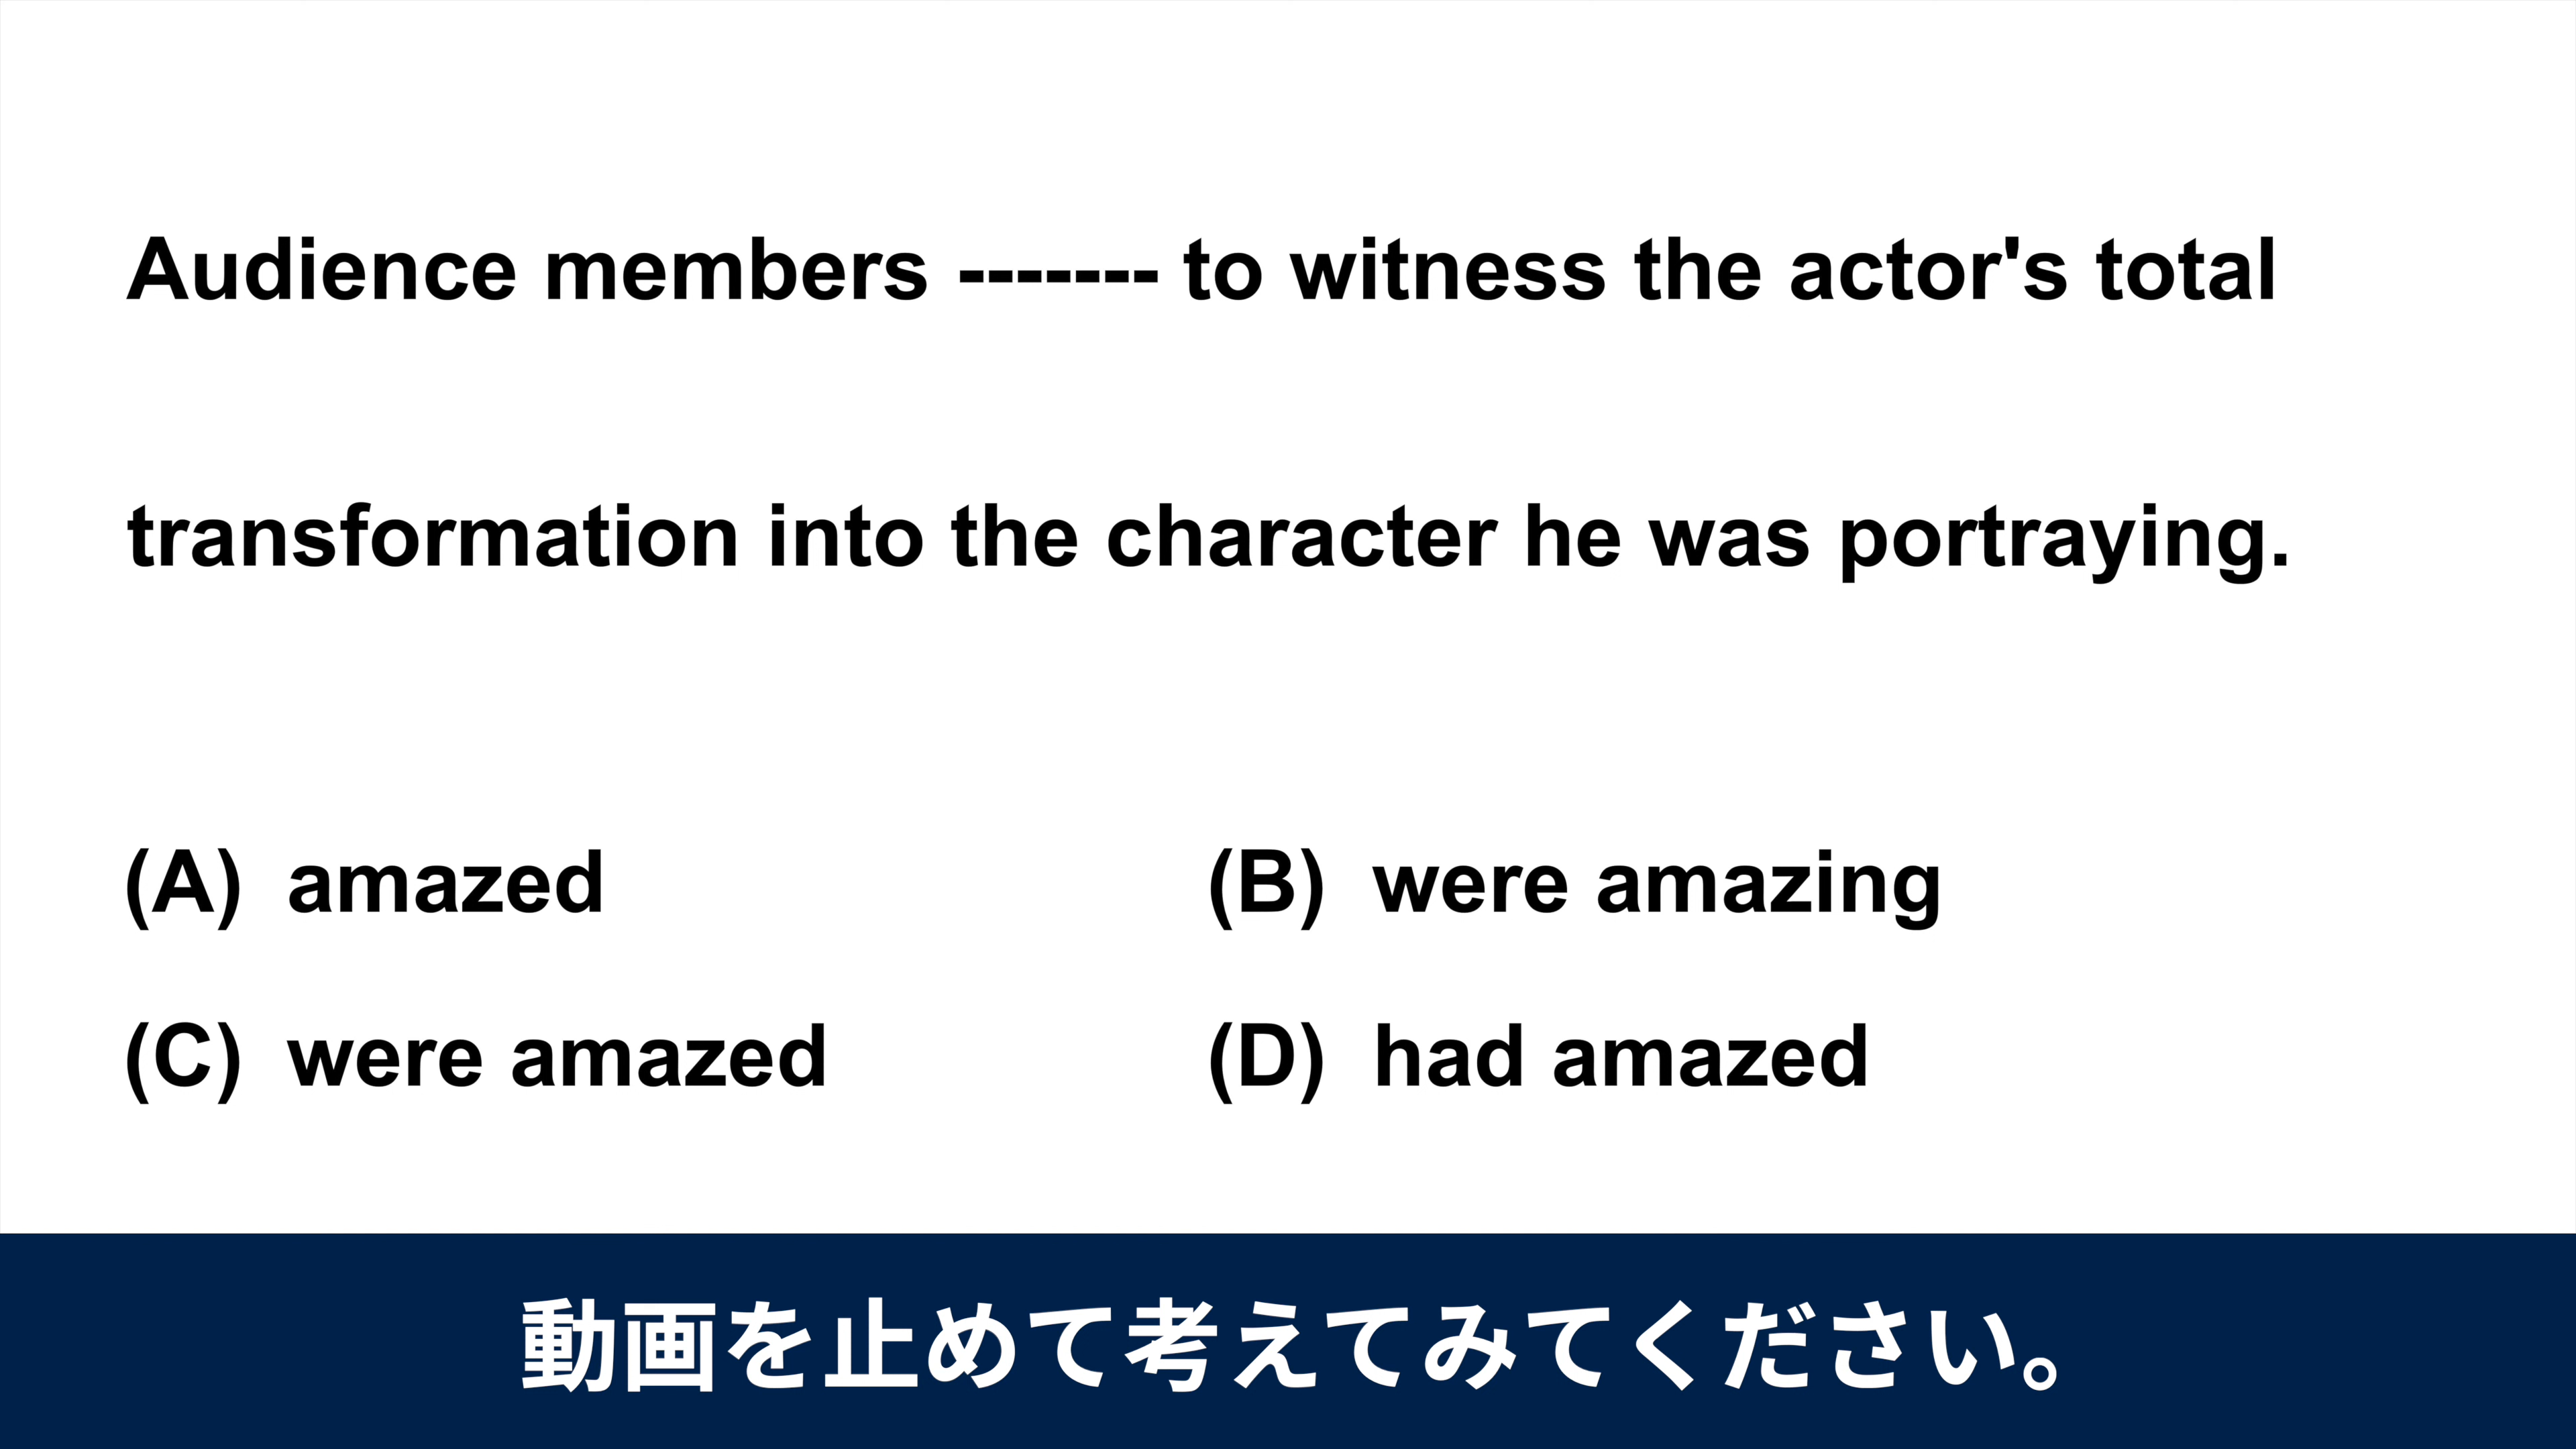 Audience members ------- to witness the actor's total
transformation into the character he was portraying.
(A) amazed
(B) were amazing
(C) were amazed
(D) had amazed
動画を止めて考えてみてください。